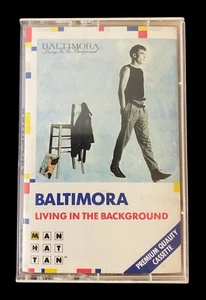 BALTIMORA
Living In The Background
BALTIMORA
LIVING IN THE BACKGROUND
MAN
HAT
TAN
PREMIUM QUALITY
CASSETTE